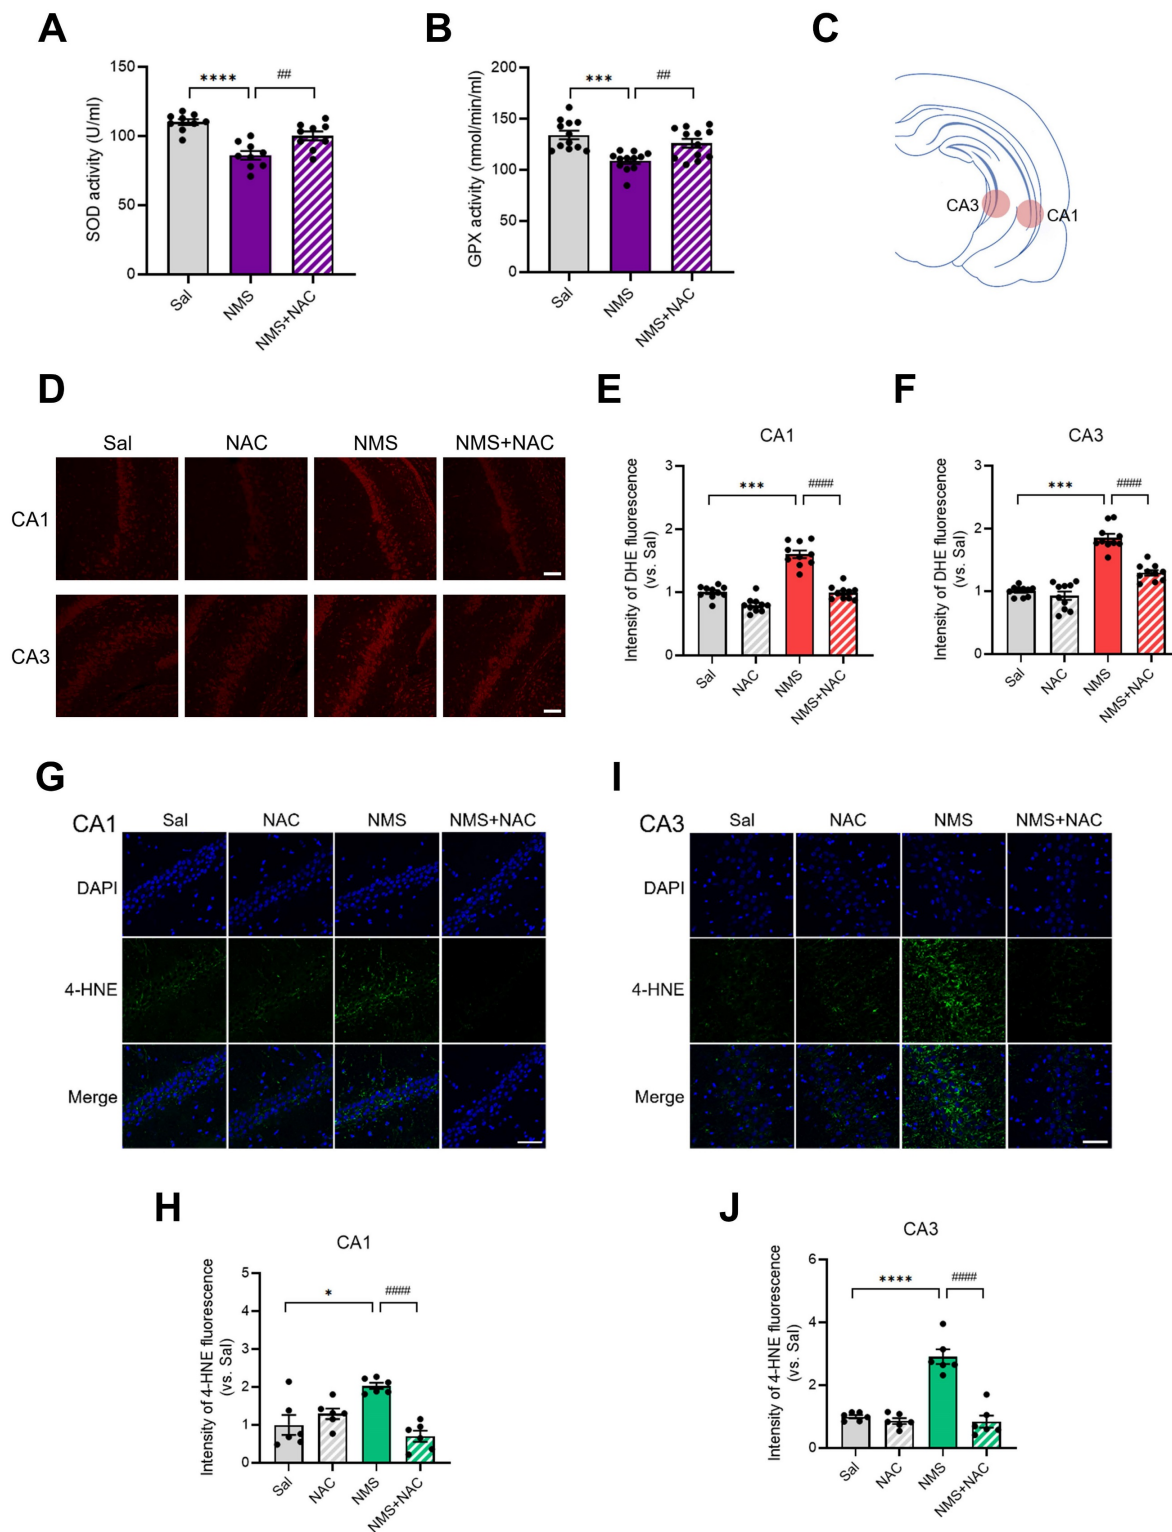 A
SOD activity (U/ml)
150
100
50
0
****
##
Sal
NMS
NMS+NAC
B
GPX activity (nmol/min/ml)
200
150
100
50
0
***
##
Sal
NMS
NMS+NAC
C
CA3
CA1
D
Sal NAC NMS NMS+NAC
CA1
CA3
E
CA1
Intensity of DHE fluorescence
(vs. Sal)
3
2
1
0
***
####
Sal
NAC
NMS
NMS+NAC
F
CA3
Intensity of DHE fluorescence
(vs. Sal)
3
2
1
0
***
####
Sal
NAC
NMS
NMS+NAC
G
CA1 Sal NAC NMS NMS+NAC
DAPI
4-HNE
Merge
I
CA3 Sal NAC NMS NMS+NAC
DAPI
4-HNE
Merge
H
CA1
Intensity of 4-HNE fluorescence
(vs. Sal)
5
4
3
2
1
0
*
####
Sal
NAC
NMS
NMS+NAC
J
CA3
Intensity of 4-HNE fluorescence
(vs. Sal)
6
4
2
0
****
####
Sal
NAC
NMS
NMS+NAC